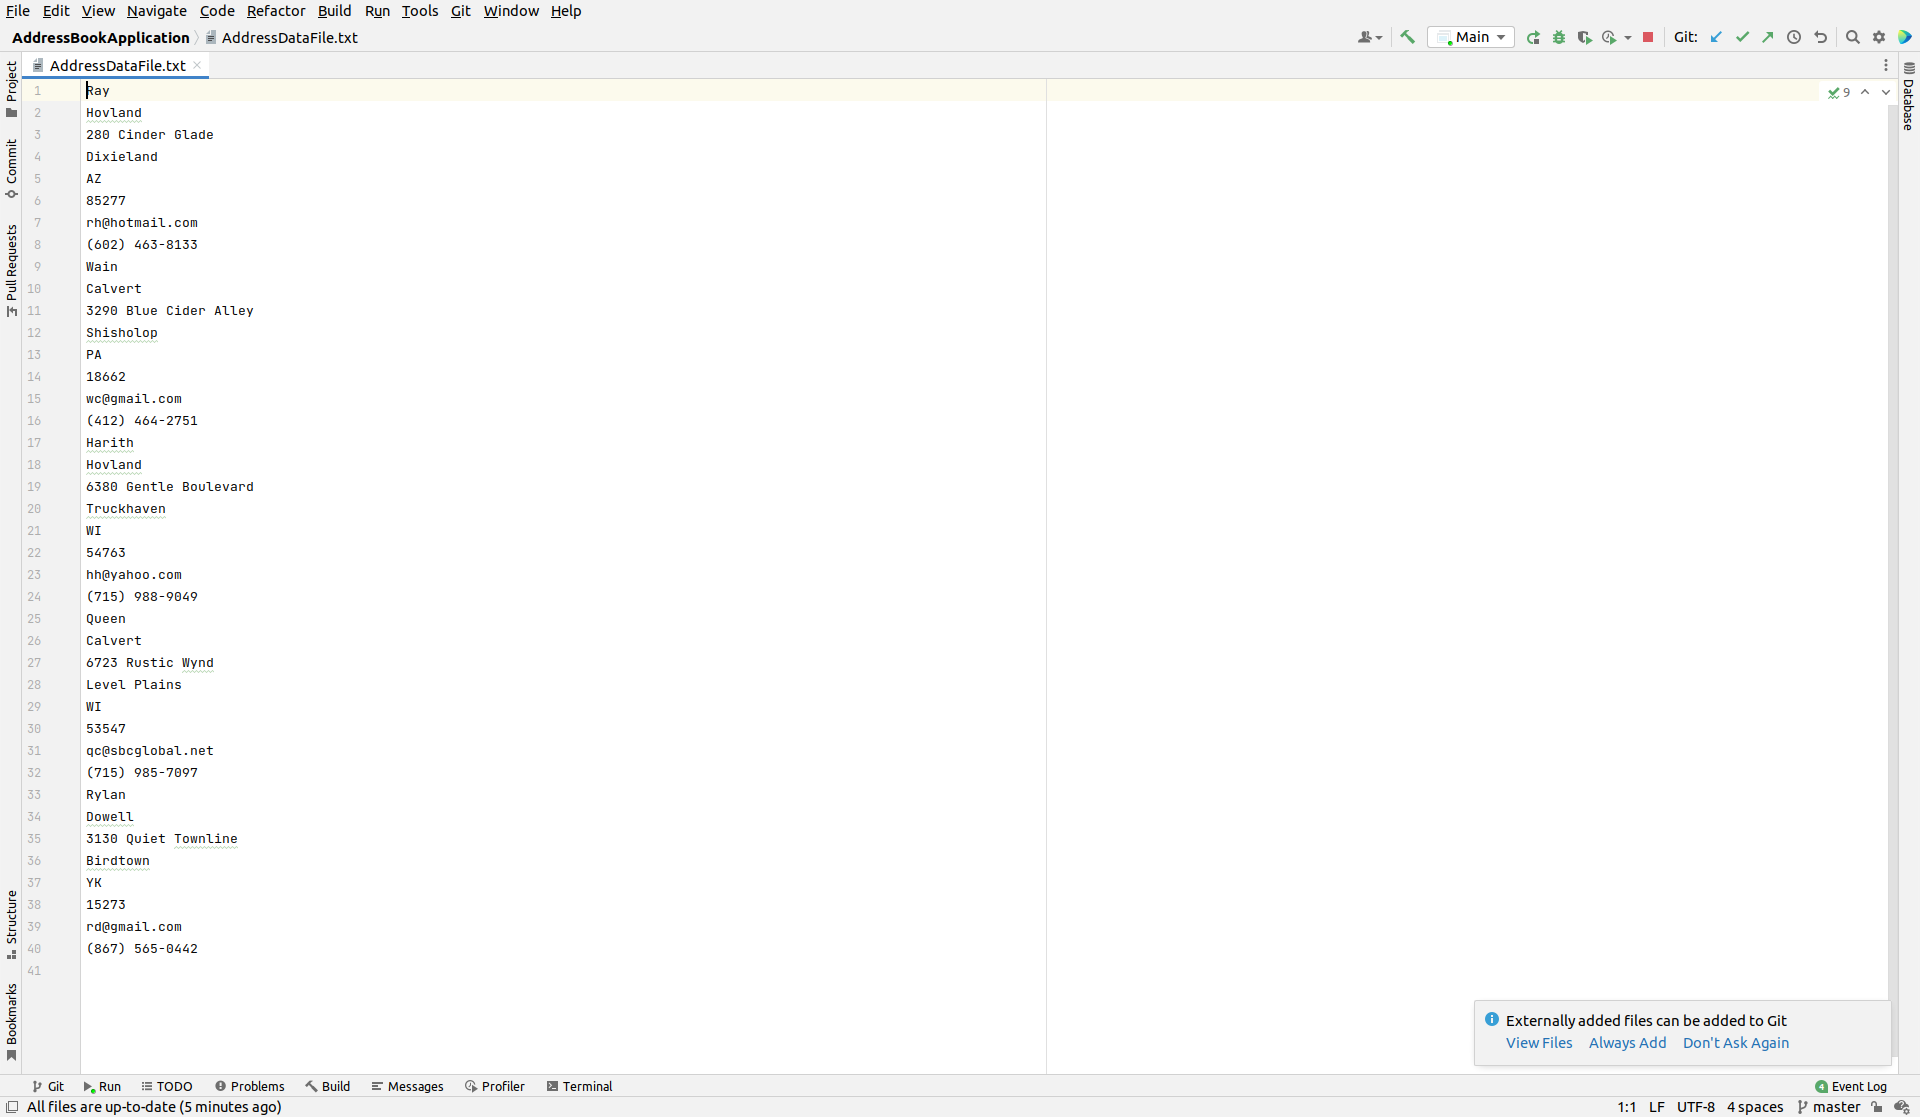 File Edit View Navigate Code Refactor Build Run Tools Git Window Help
AddressBookApplication AddressDataFile.txt Main Git:
AddressDataFile.txt
Project
Commit
Pull Requests
Structure
Bookmarks
Database
9
1 Ray
2 Hovland
3 280 Cinder Glade
4 Dixieland
5 AZ
6 85277
7 rh@hotmail.com
8 (602) 463-8133
9 Wain
10 Calvert
11 3290 Blue Cider Alley
12 Shisholop
13 PA
14 18662
15 wc@gmail.com
16 (412) 464-2751
17 Harith
18 Hovland
19 6380 Gentle Boulevard
20 Truckhaven
21 WI
22 54763
23 hh@yahoo.com
24 (715) 988-9049
25 Queen
26 Calvert
27 6723 Rustic Wynd
28 Level Plains
29 WI
30 53547
31 qc@sbcglobal.net
32 (715) 985-7097
33 Rylan
34 Dowell
35 3130 Quiet Townline
36 Birdtown
37 YK
38 15273
39 rd@gmail.com
40 (867) 565-0442
41
Externally added files can be added to Git
View Files Always Add Don't Ask Again
Git Run TODO Problems Build Messages Profiler Terminal 4 Event Log
All files are up-to-date (5 minutes ago) 1:1 LF UTF-8 4 spaces master